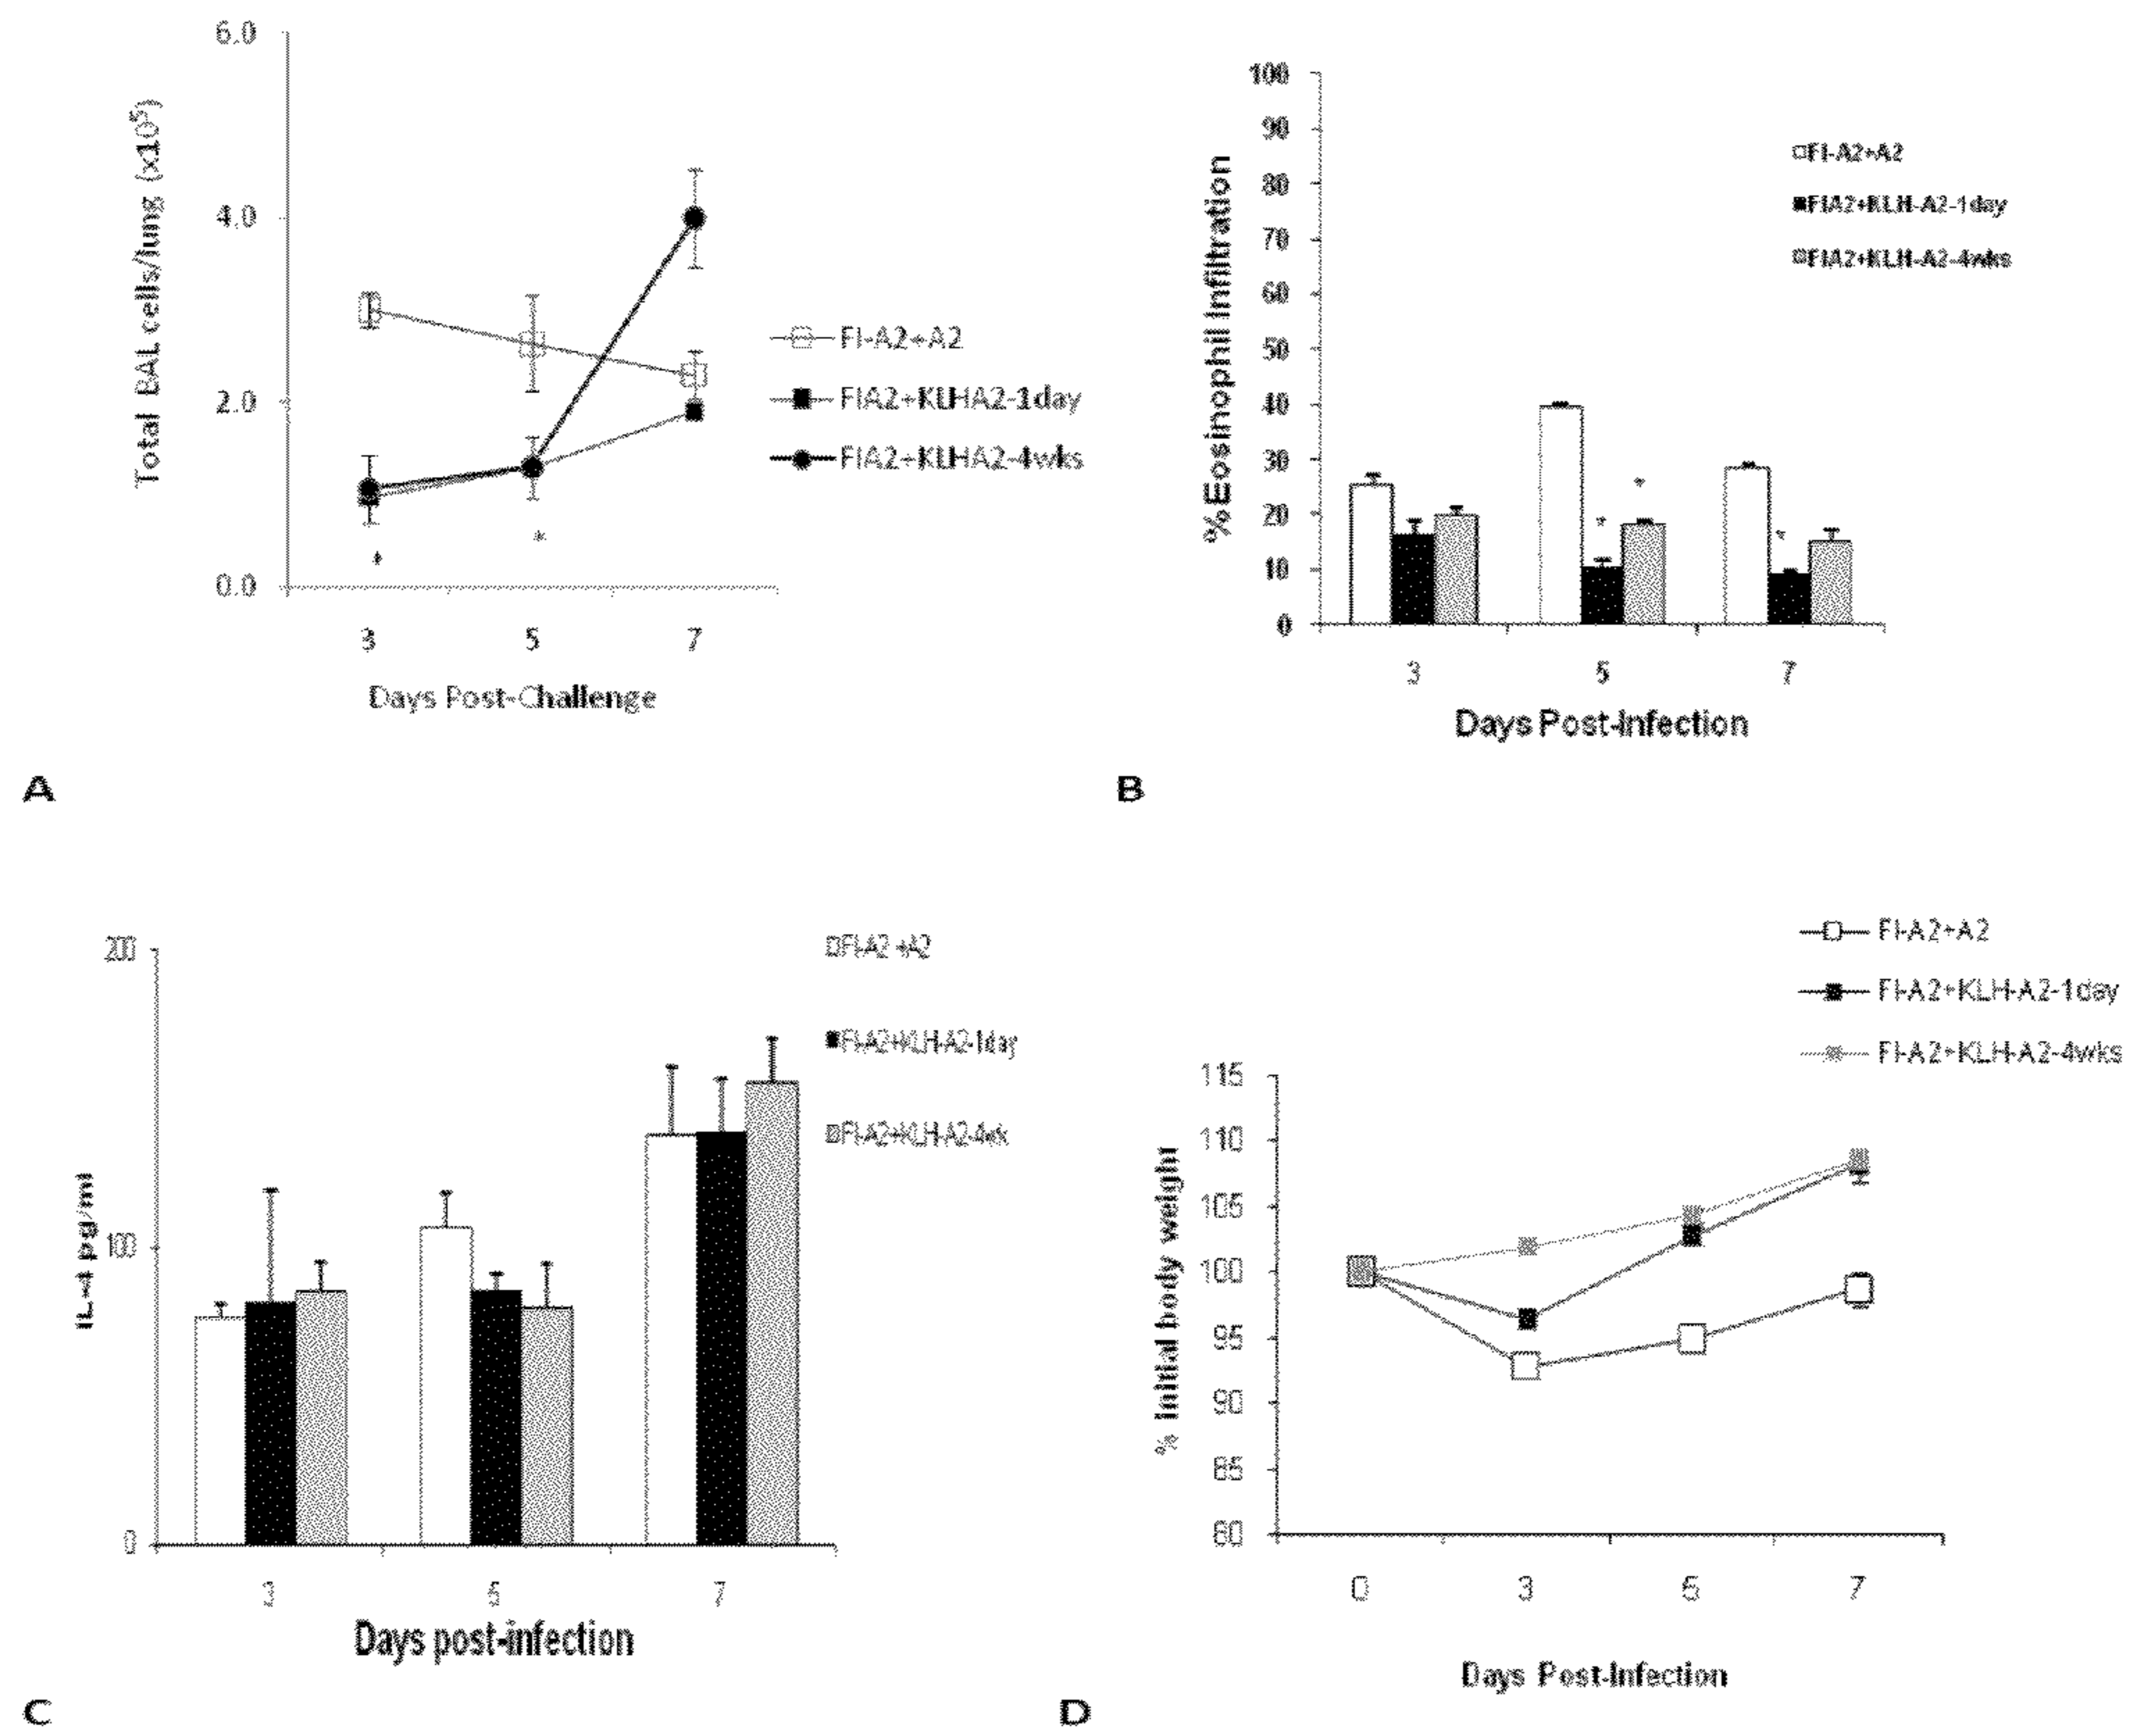 6.0
4.0
2.0
0.0
Total BAL cells/lung (x10⁵)
3
5
7
Days Post-Challenge
FI-A2+A2
FIA2+KLHA2-1day
FIA2+KLHA2-4wks
*
*
A
100
90
80
70
60
50
40
30
20
10
0
%Eosinophil Infiltration
3
5
7
Days Post-Infection
FI-A2+A2
FIA2+KLH-A2-1day
FIA2+KLH-A2-4wks
*
*
*
B
200
100
0
IL-4 pg/ml
3
5
7
Days post-infection
FI-A2 +A2
FI-A2+KLH-A2-1day
FI-A2+KLH-A2-4wk
C
FI-A2+A2
FI-A2+KLH-A2-1day
FI-A2+KLH-A2-4wks
115
110
105
100
95
90
85
80
% Initial body weight
0
3
5
7
Days Post-Infection
D